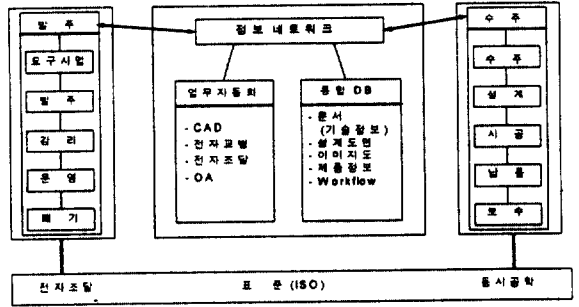 발 주
요구사업
발 주
감 리
운 영
폐 기
정 보 네 트 워 크
업무자동화
- CAD
- 전자교범
- 전자조달
- OA
통합 DB
- 문서
(기술정보)
- 설계도면
- 이미지도
- 제품정보
- Workflow
수 주
수 주
설 계
시 공
납 품
보 수
전자조달
표 준 (ISO)
동시공학